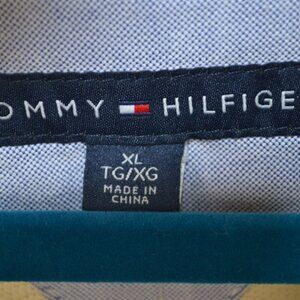 OMMY HILFIGE
XL
TG/XG
MADE IN
CHINA